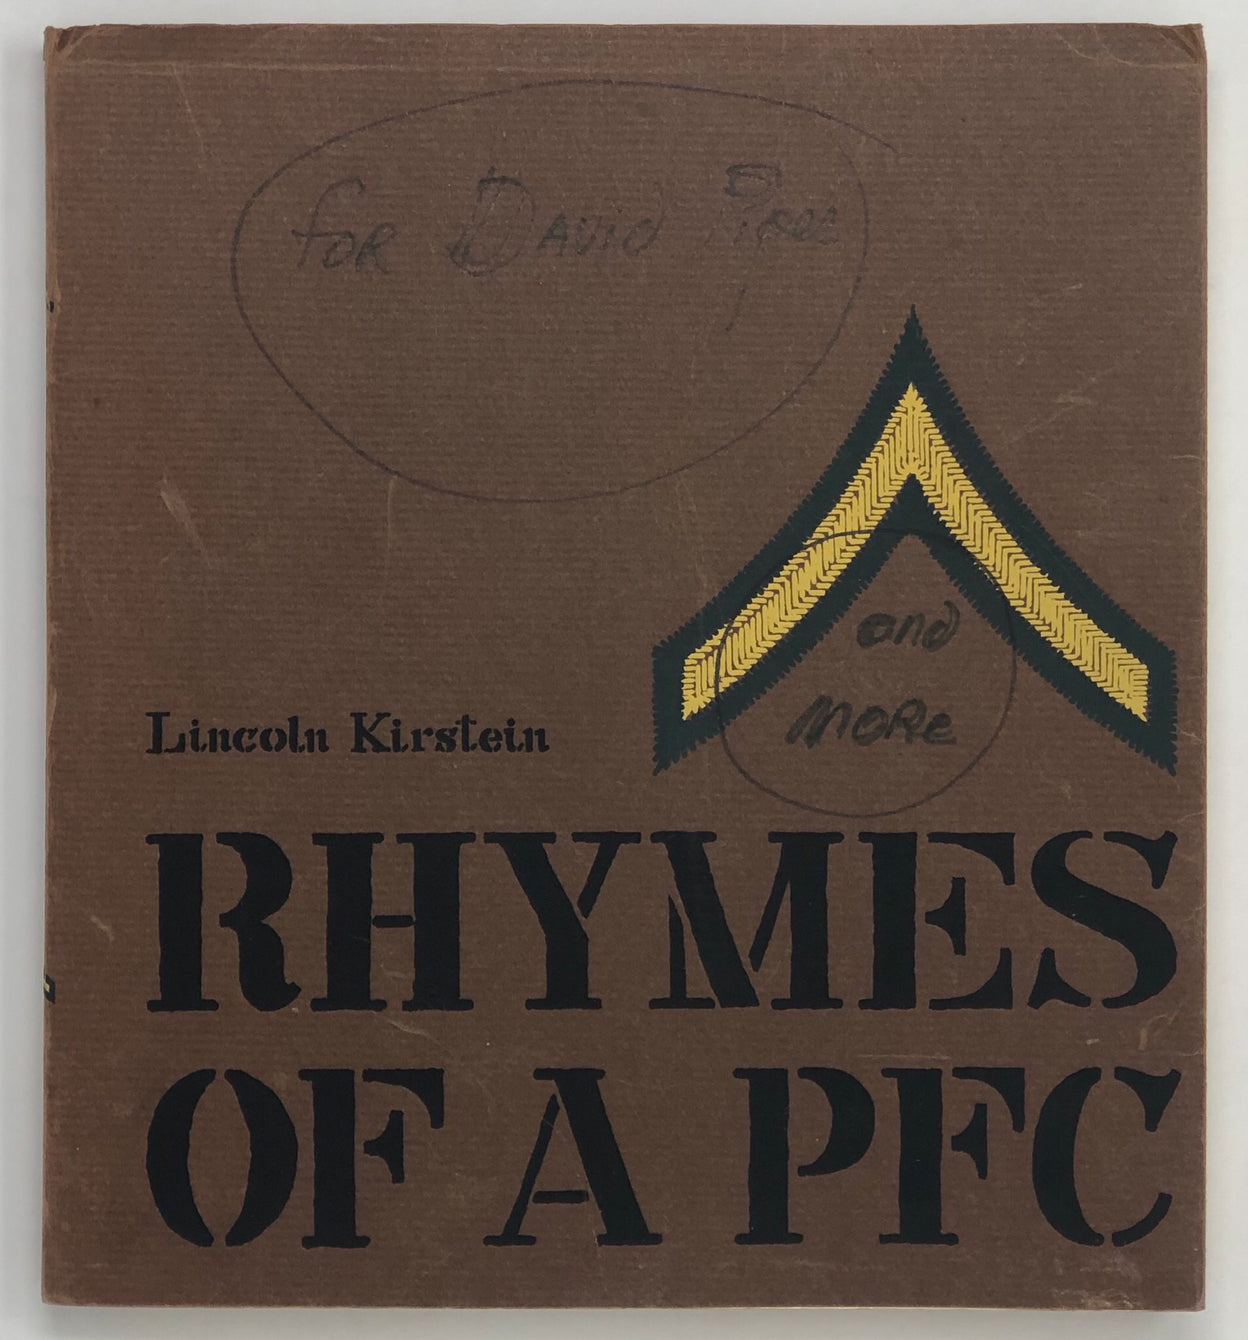 for David
and
more
Lincoln Kirstein
RHYMES
OF A PFC